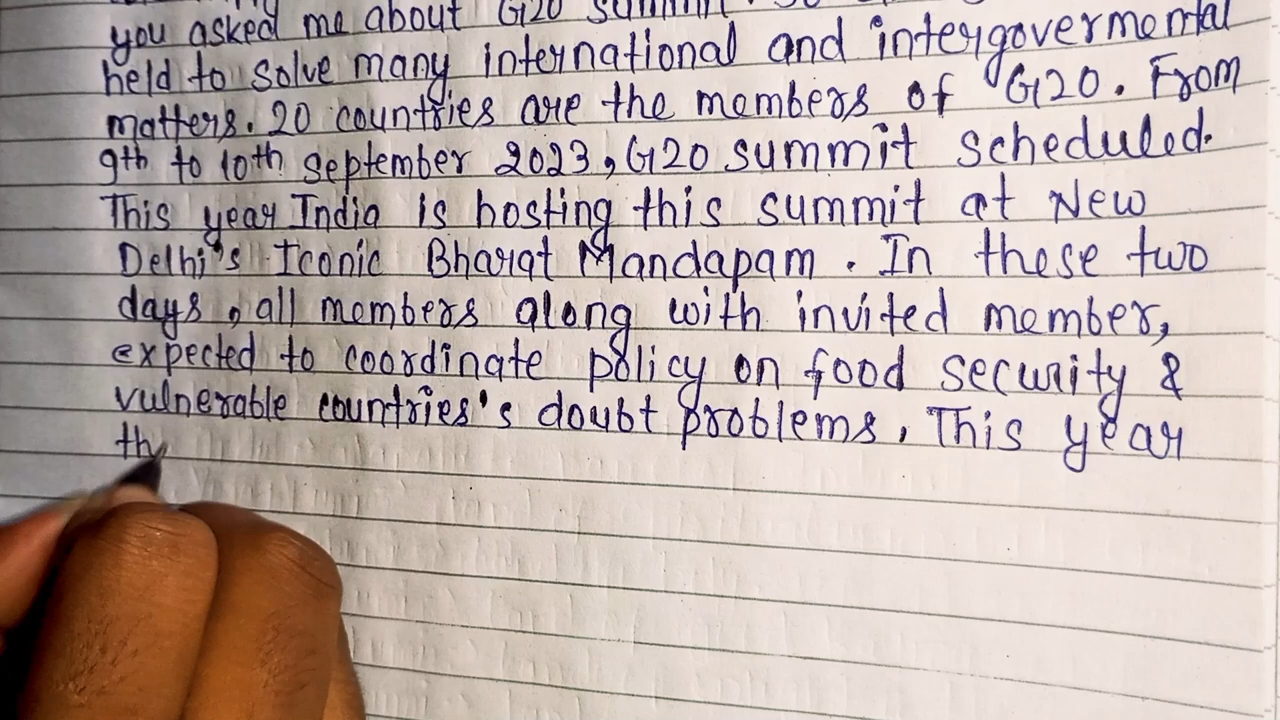 you asked me about G20 summit.
held to solve many international and intergovermental
matters. 20 countries are the members of G20. From
9th to 10th september 2023, G20 summit scheduled.
This year India is hosting this summit at New
Delhi's Iconic Bharat Mandapam. In these two
days, all members along with invited member,
expected to coordinate policy on food security &
vulnerable countries's doubt problems, This year
th